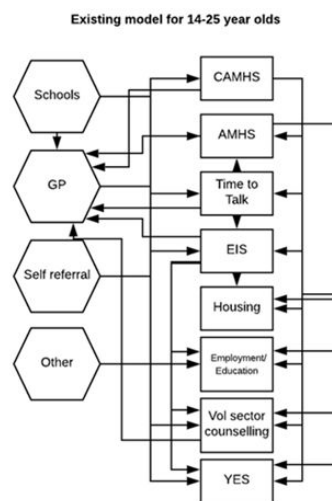 Existing model for 14-25 year olds
Schools
GP
Self referral
Other
CAMHS
AMHS
Time to
Talk
EIS
Housing
Employment/
Education
Vol sector
counselling
YES